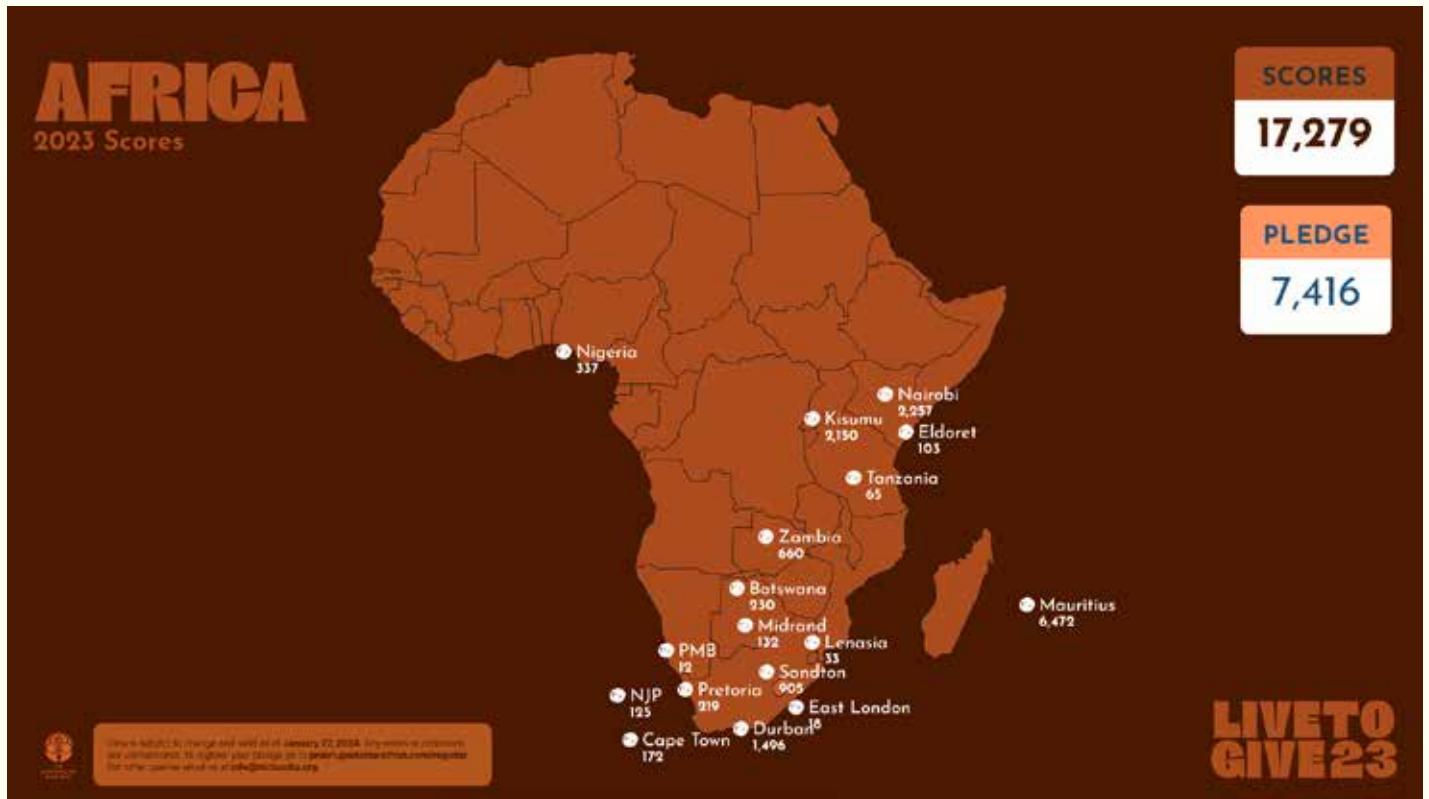 AFRICA
2023 Scores
SCORES
17,279
PLEDGE
7,416
Nigeria
337
Nairobi
2,257
Kisumu
2,150
Eldoret
103
Tanzania
65
Zambia
660
Botswana
230
Mauritius
6,472
Midrand
132
Lenasia
33
PMB
12
Sandton
905
Pretoria
219
NJP
125
East London
18
Durban
1,496
Cape Town
172
LIVETO
GIVE23